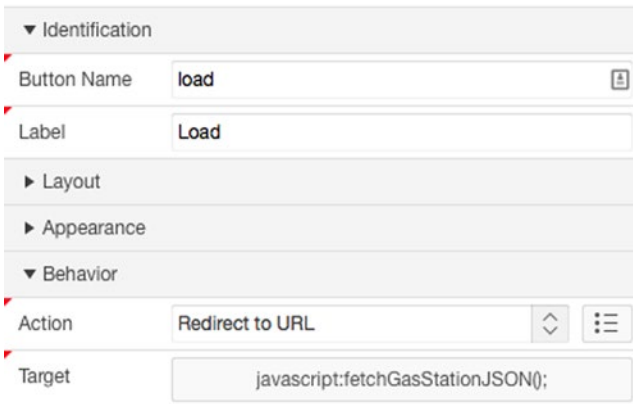 Identification
Button Name load
Label Load
Layout
Appearance
Behavior
Action Redirect to URL
Target javascript:fetchGasStationJSON();